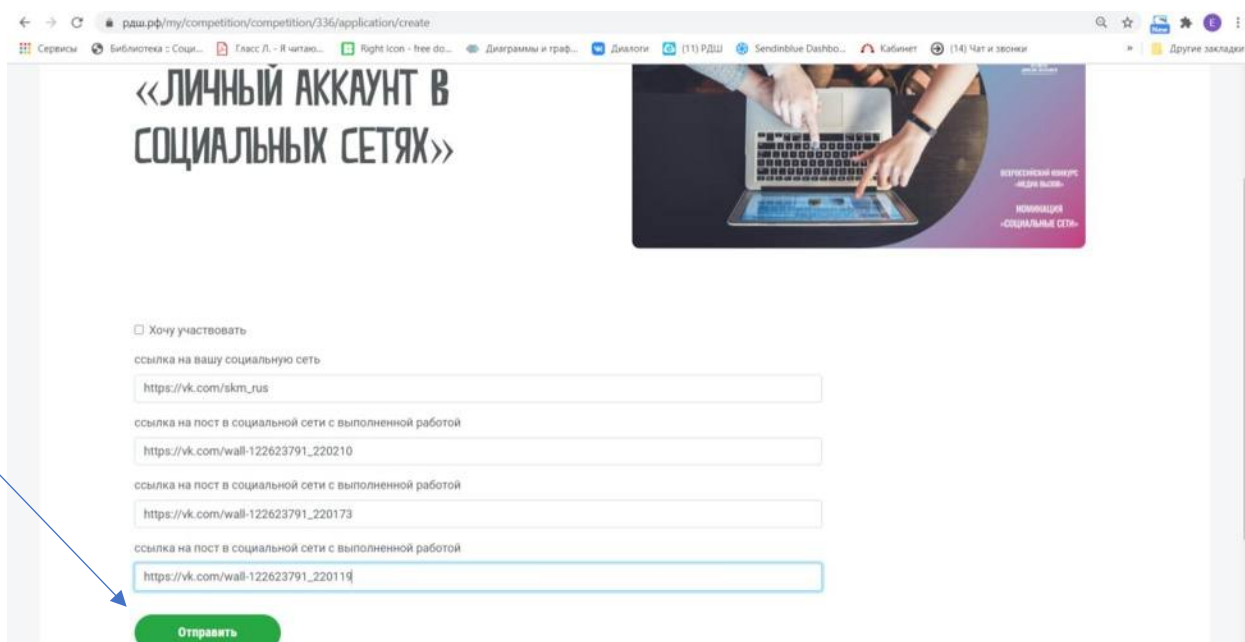 рдш.рф/my/competition/competition/336/application/create
New
E
Сервисы
Библиотека :: Соци...
Гласс Л. - Я читаю...
Right Icon - free do...
Диаграммы и граф...
Диалоги
(11) РДШ
Sendinblue Dashbo...
Кабинет
(14) Чат и звонки
»
Другие закладки
«ЛИЧНЫЙ АККАУНТ В
СОЦИАЛЬНЫХ СЕТЯХ»
ВСЕРОССИЙСКИЙ КОНКУРС
«МЕДИА ВЫЗОВ»
НОМИНАЦИЯ
«СОЦИАЛЬНЫЕ СЕТИ»
Хочу участвовать
ссылка на вашу социальную сеть
https://vk.com/skm_rus
ссылка на пост в социальной сети с выполненной работой
https://vk.com/wall-122623791_220210
ссылка на пост в социальной сети с выполненной работой
https://vk.com/wall-122623791_220173
ссылка на пост в социальной сети с выполненной работой
https://vk.com/wall-122623791_220119
Отправить